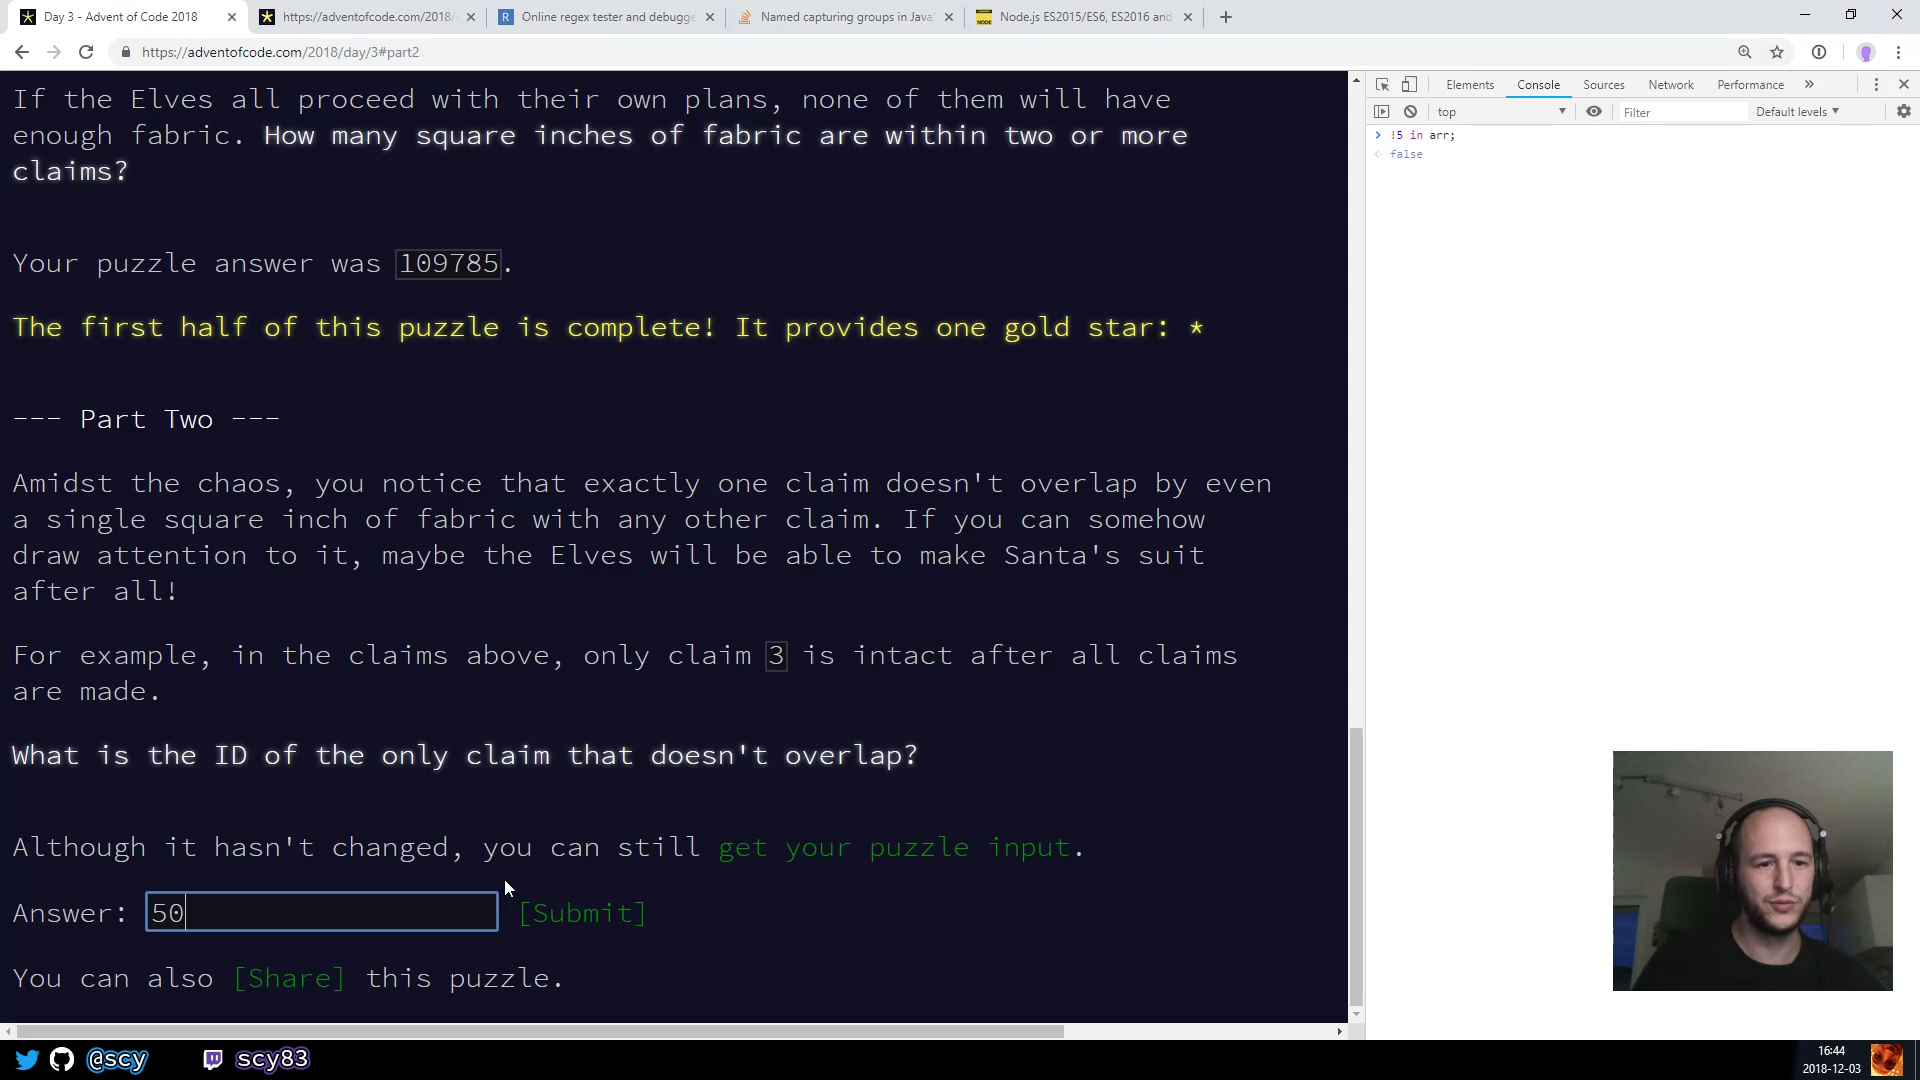 Day 3 - Advent of Code 2018
https://adventofcode.com/2018/
Online regex tester and debugge
Named capturing groups in Java
Node.js ES2015/ES6, ES2016 and
https://adventofcode.com/2018/day/3#part2
If the Elves all proceed with their own plans, none of them will have
enough fabric. How many square inches of fabric are within two or more
claims?
Your puzzle answer was 109785.
The first half of this puzzle is complete! It provides one gold star: *
--- Part Two ---
Amidst the chaos, you notice that exactly one claim doesn't overlap by even
a single square inch of fabric with any other claim. If you can somehow
draw attention to it, maybe the Elves will be able to make Santa's suit
after all!
For example, in the claims above, only claim 3 is intact after all claims
are made.
What is the ID of the only claim that doesn't overlap?
Although it hasn't changed, you can still get your puzzle input.
Answer: 50 [Submit]
You can also [Share] this puzzle.
Elements Console Sources Network Performance »
top Filter Default levels
> !5 in arr;
< false
@scy scy83
16:44
2018-12-03